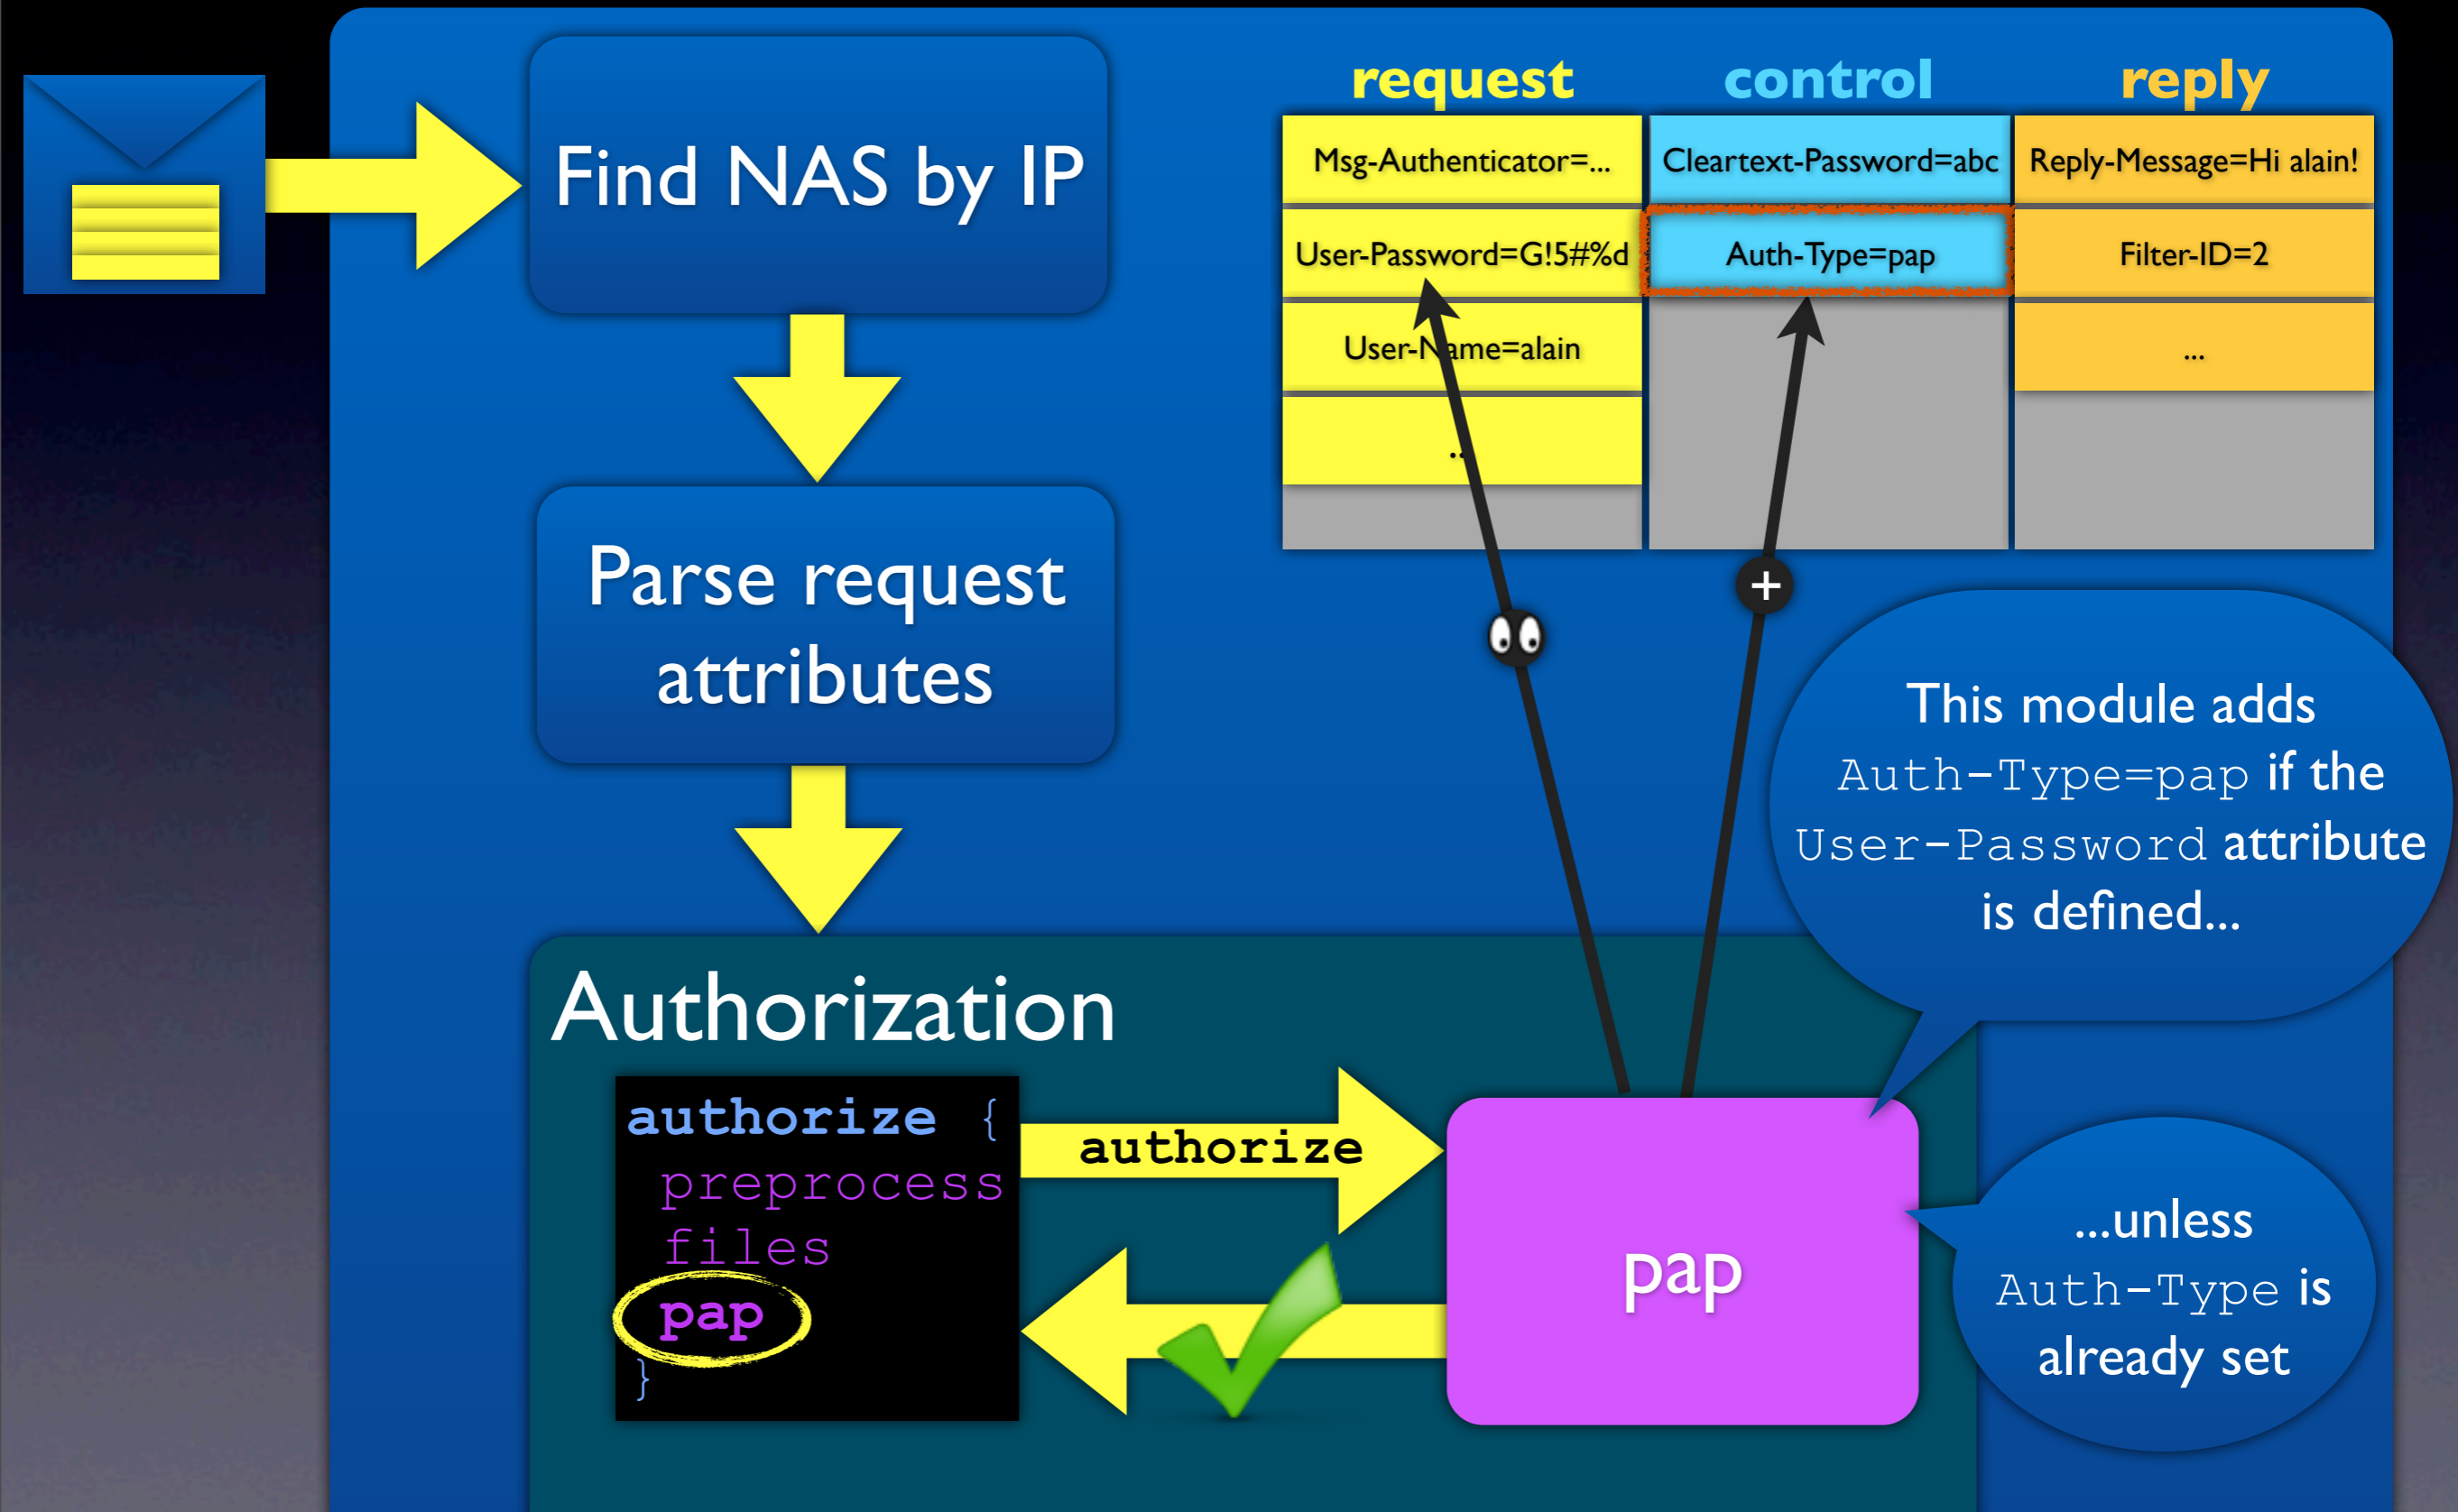 Find NAS by IP
Parse request
attributes
request control reply
Msg-Authenticator=... Cleartext-Password=abc Reply-Message=Hi alain!
User-Password=G!5#%d Auth-Type=pap Filter-ID=2
User-Name=alain ...
...
+
This module adds
Auth-Type=pap if the
User-Password attribute
is defined...
Authorization
authorize {
preprocess
files
pap
}
authorize
pap
...unless
Auth-Type is
already set